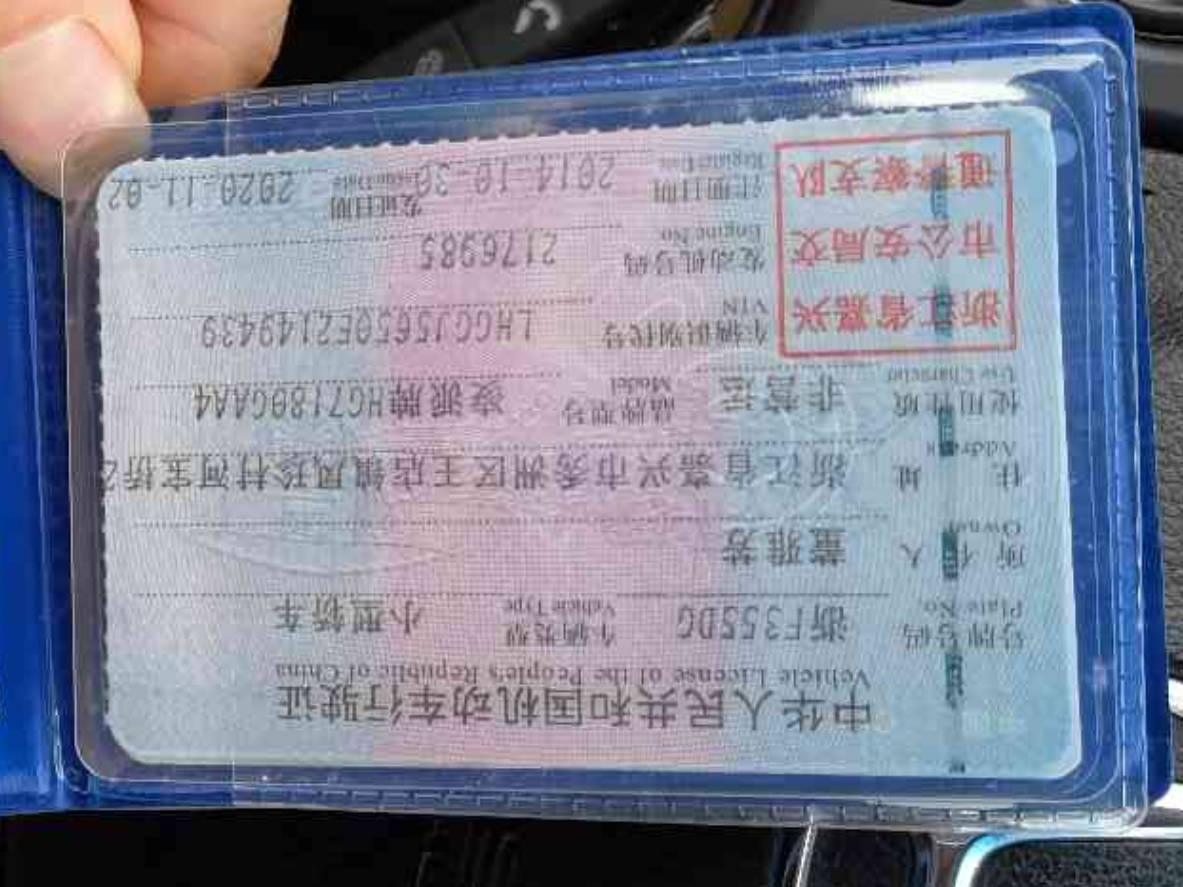 中华人民共和国机动车行驶证
Vehicle License of the People's Republic of China
号牌号码 浙F355DG 车辆类型 小型轿车
Plate No. Vehicle Type
所有人 董雅芳
Owner
住址 浙江省嘉兴市秀洲区王店镇凤珍村河宝桥
Address
使用性质 非营运 品牌型号 凌派牌HG7180GAA4
Use Character Model
浙江省嘉兴
市公安局交
通警察支队
车辆识别代号 LHGCJ5650E2149439
VIN
发动机号码 2176985
Engine No.
注册日期 2014-10-30 发证日期 2020-11-02
Register Date Issue Date